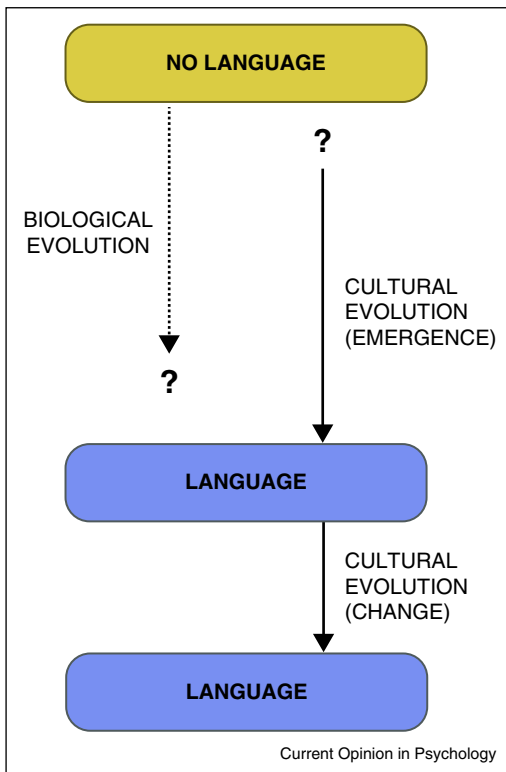 NO LANGUAGE
?
BIOLOGICAL
EVOLUTION
CULTURAL
EVOLUTION
(EMERGENCE)
?
LANGUAGE
CULTURAL
EVOLUTION
(CHANGE)
LANGUAGE
Current Opinion in Psychology